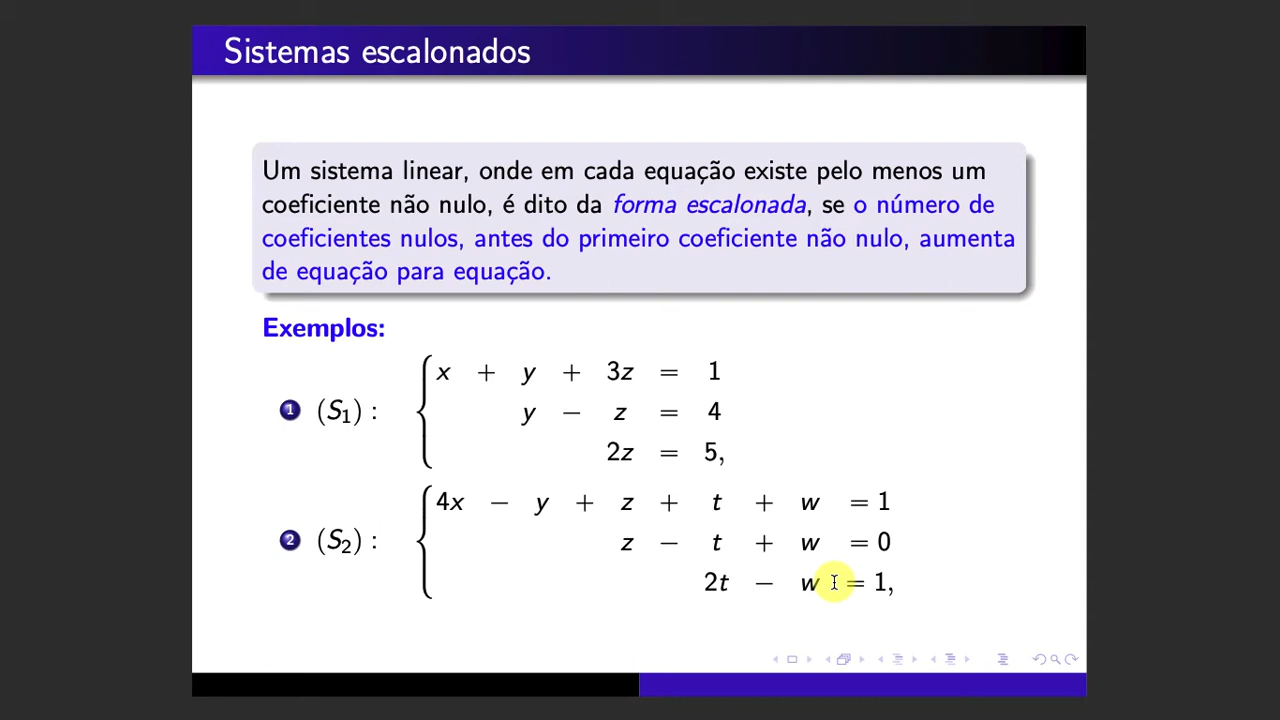 Sistemas escalonados
Um sistema linear, onde em cada equação existe pelo menos um
coeficiente não nulo, é dito da forma escalonada, se o número de
coeficientes nulos, antes do primeiro coeficiente não nulo, aumenta
de equação para equação.
Exemplos:
x + y + 3z = 1
1 (S₁) : y − z = 4
2z = 5,
4x − y + z + t + w = 1
2 (S₂) : z − t + w = 0
2t − w = 1,